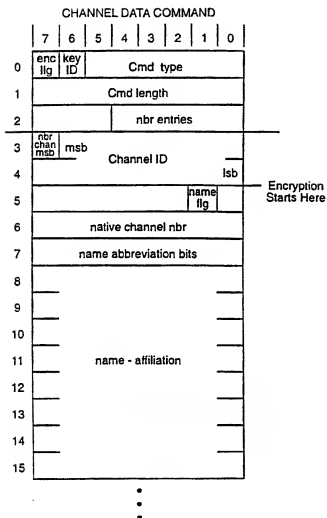 CHANNEL DATA COMMAND
7 6 5 4 3 2 1 0
0 enc flg key ID Cmd type
1 Cmd length
2 nbr entries
3 nbr chan msb msb
Channel ID
4 lsb
Encryption Starts Here
5 name flg
6 native channel nbr
7 name abbreviation bits
8
9
10
11 name - affiliation
12
13
14
15